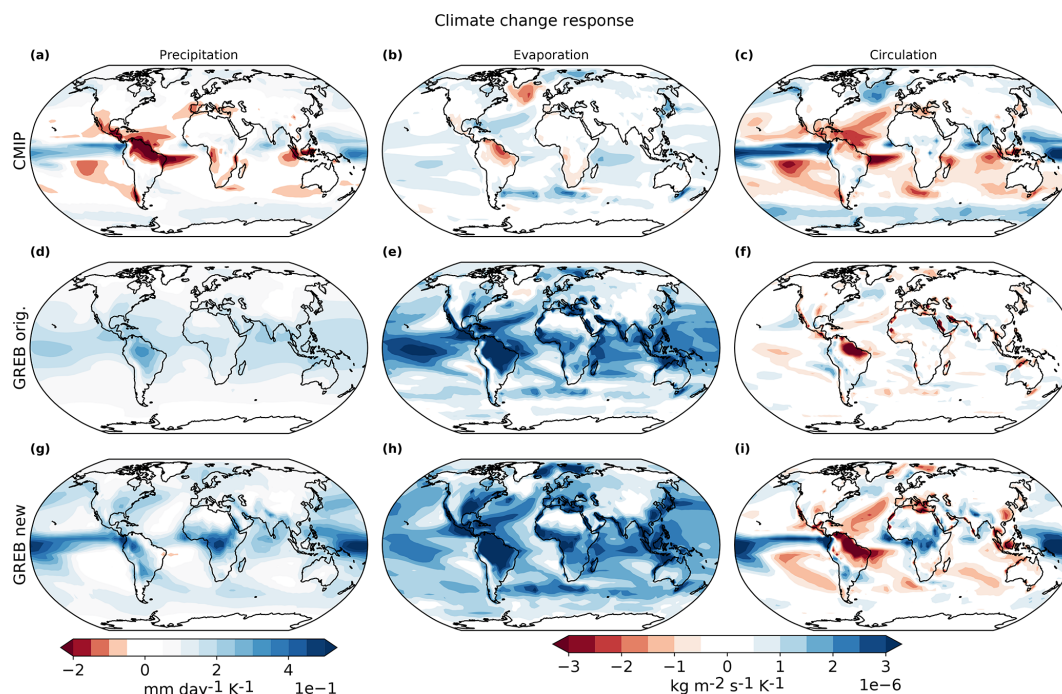 Climate change response
(a) Precipitation (b) Evaporation (c) Circulation
CMIP
(d) (e) (f)
GREB orig.
(g) (h) (i)
GREB new
−2 0 2 4 −3 −2 −1 0 1 2 3
mm day⁻¹ K⁻¹ 1e−1 kg m⁻² s⁻¹ K⁻¹ 1e−6